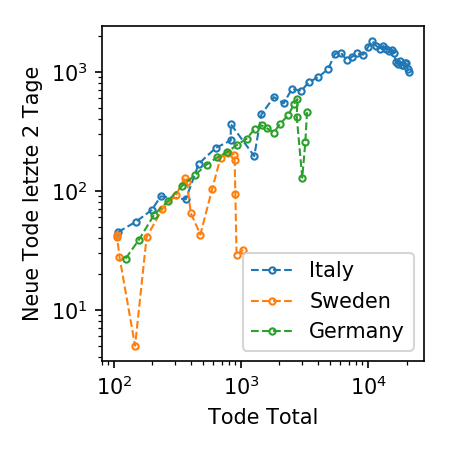 Neue Tode letzte 2 Tage
10³
10²
10¹
Italy
Sweden
Germany
10² 10³ 10⁴
Tode Total